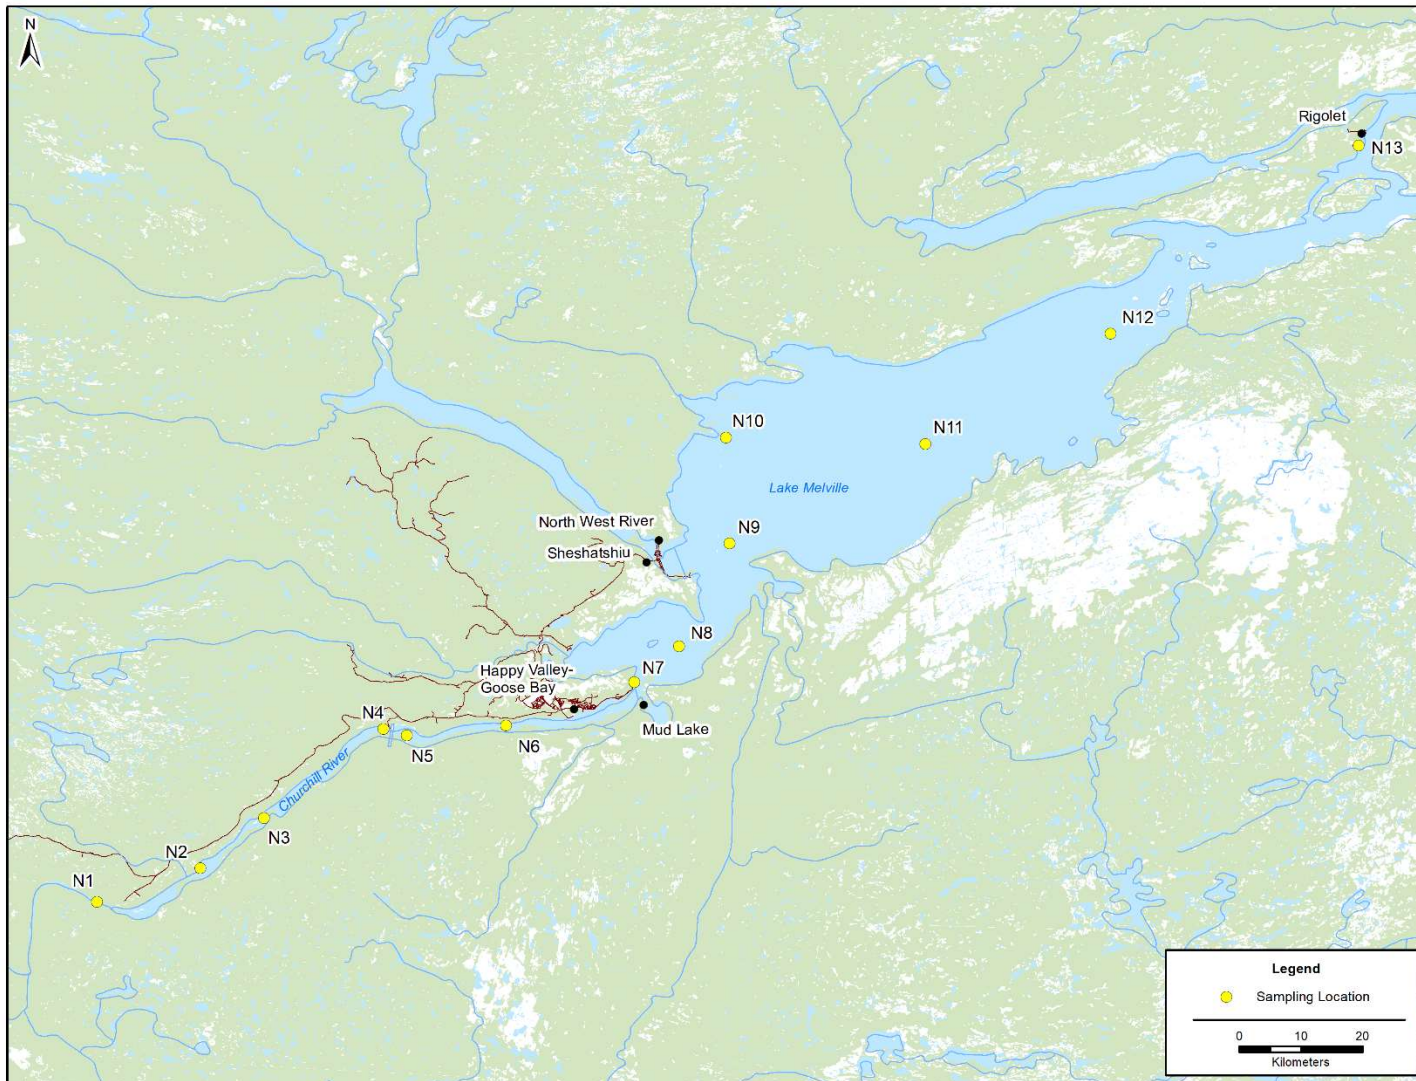 N
Rigolet
N13
N12
N10
N11
Lake Melville
North West River
N9
Sheshatshiu
N8
Happy Valley-
Goose Bay
N7
Mud Lake
N4
N5
N6
Churchill River
N3
N2
N1
Legend
Sampling Location
0 10 20
Kilometers